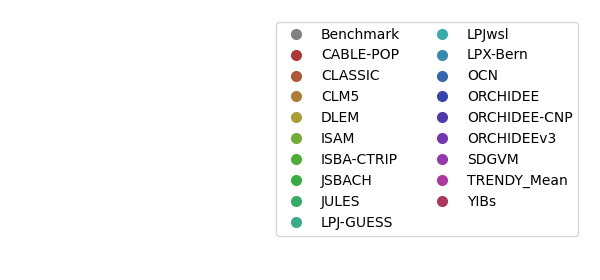 Benchmark
CABLE-POP
CLASSIC
CLM5
DLEM
ISAM
ISBA-CTRIP
JSBACH
JULES
LPJ-GUESS
LPJwsl
LPX-Bern
OCN
ORCHIDEE
ORCHIDEE-CNP
ORCHIDEEv3
SDGVM
TRENDY_Mean
YIBs